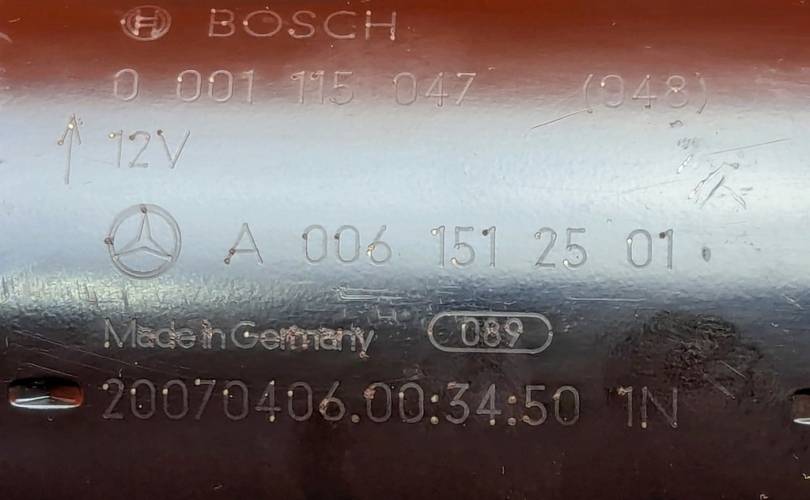 BOSCH
0 001 115 047 (048)
12V
A 006 151 25 01
Made in Germany 089
20070406.00:34:50 1N